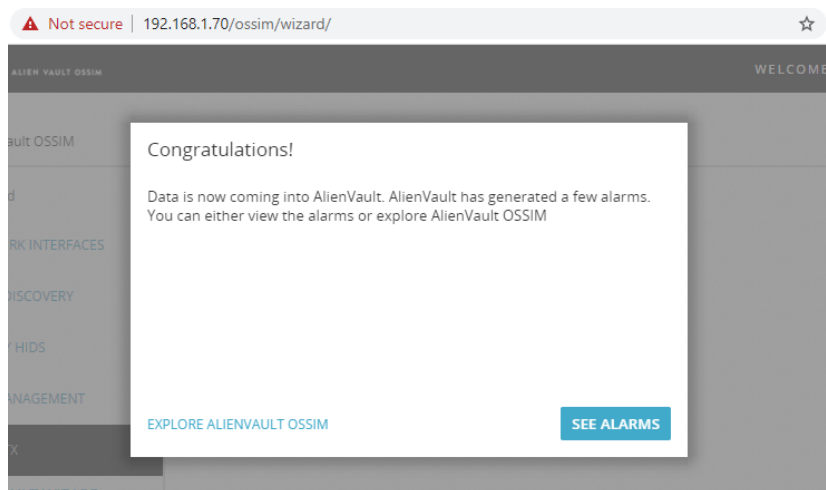 Not secure | 192.168.1.70/ossim/wizard/
ALIEN VAULT OSSIM
WELCOME
ault OSSIM
Congratulations!
Data is now coming into AlienVault. AlienVault has generated a few alarms.
You can either view the alarms or explore AlienVault OSSIM
d
RK INTERFACES
DISCOVERY
HIDS
ANAGEMENT
EXPLORE ALIENVAULT OSSIM
SEE ALARMS
X